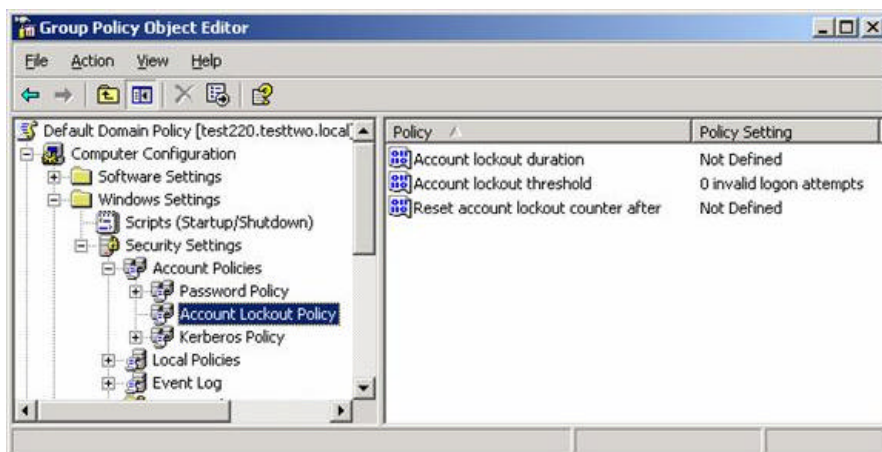 Group Policy Object Editor
File Action View Help
Default Domain Policy [test220.testtwo.local]
Computer Configuration
Software Settings
Windows Settings
Scripts (Startup/Shutdown)
Security Settings
Account Policies
Password Policy
Account Lockout Policy
Kerberos Policy
Local Policies
Event Log
Policy Policy Setting
Account lockout duration Not Defined
Account lockout threshold 0 invalid logon attempts
Reset account lockout counter after Not Defined